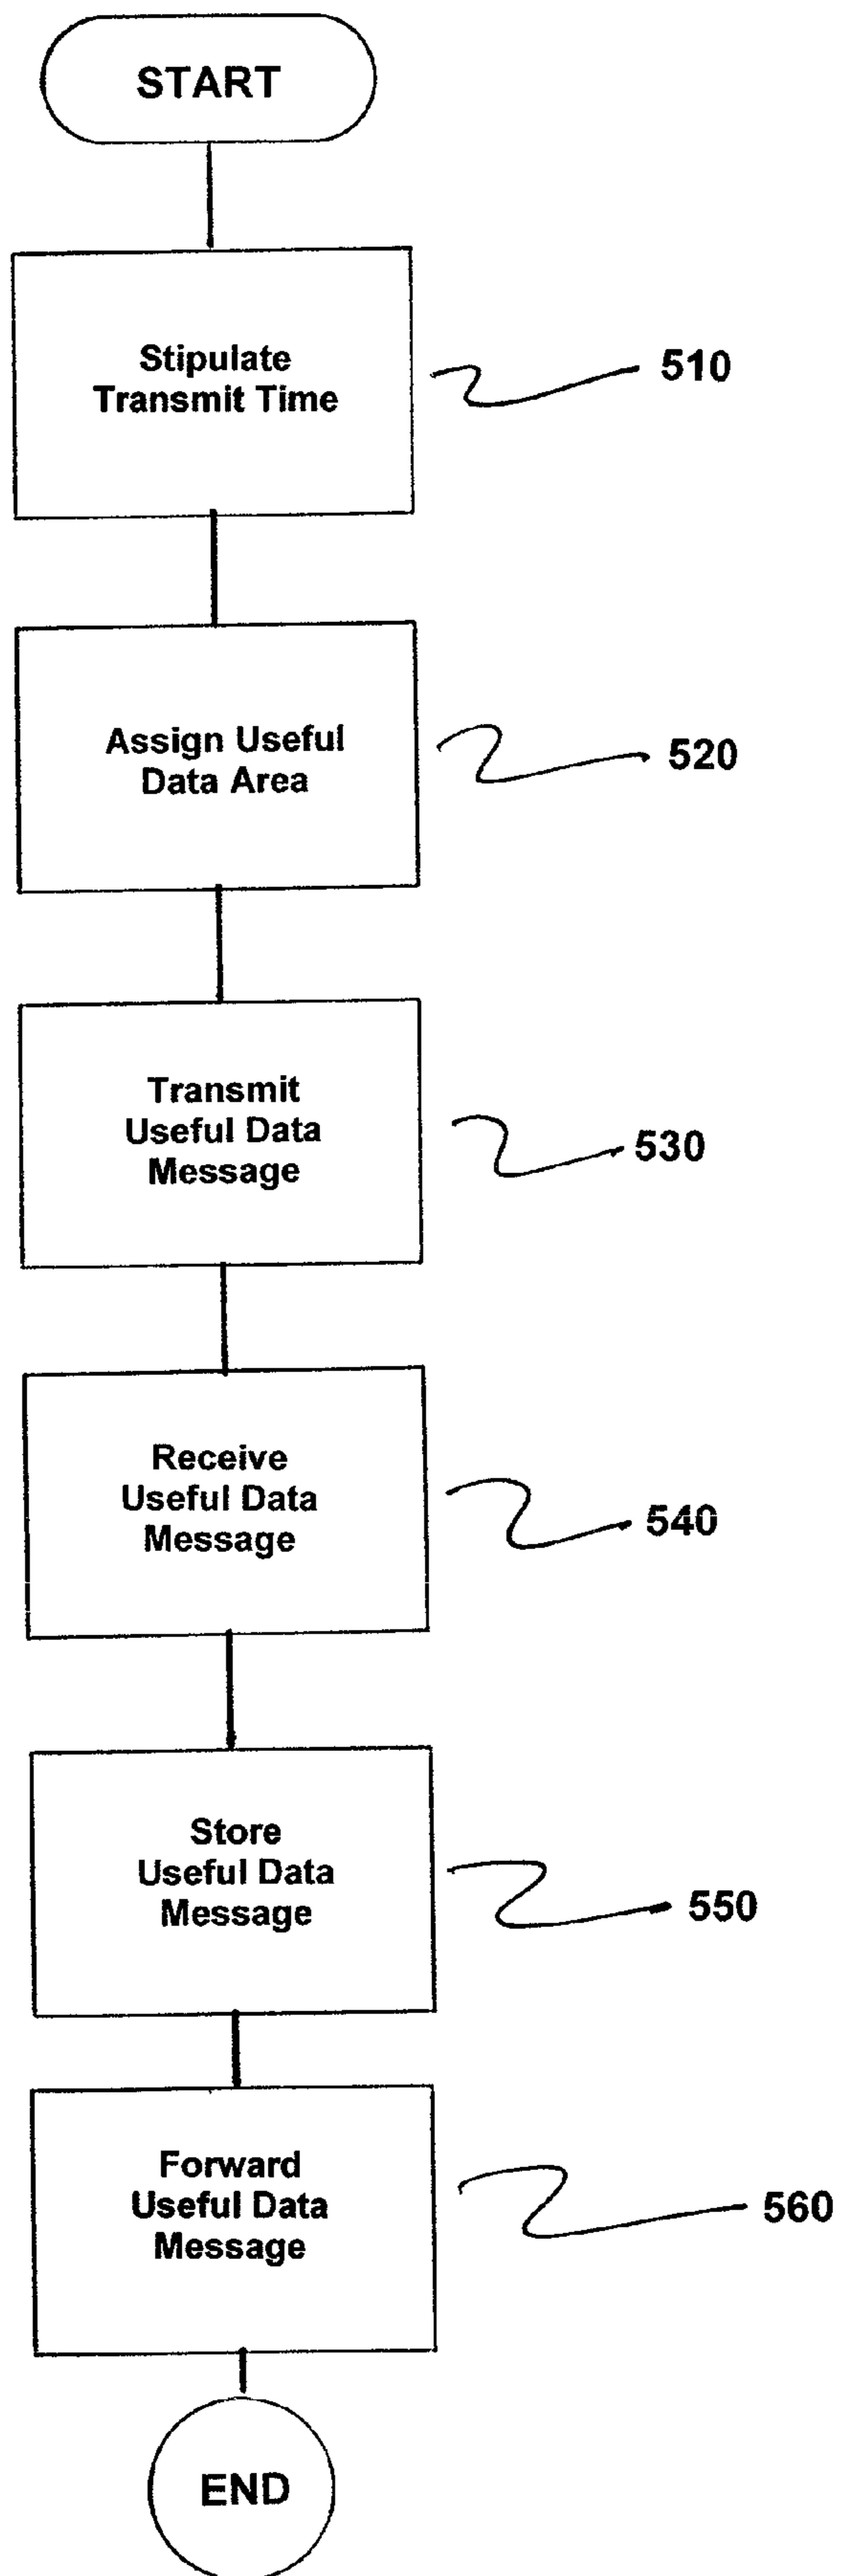 START
Stipulate
Transmit Time
510
Assign Useful
Data Area
520
Transmit
Useful Data
Message
530
Receive
Useful Data
Message
540
Store
Useful Data
Message
550
Forward
Useful Data
Message
560
END